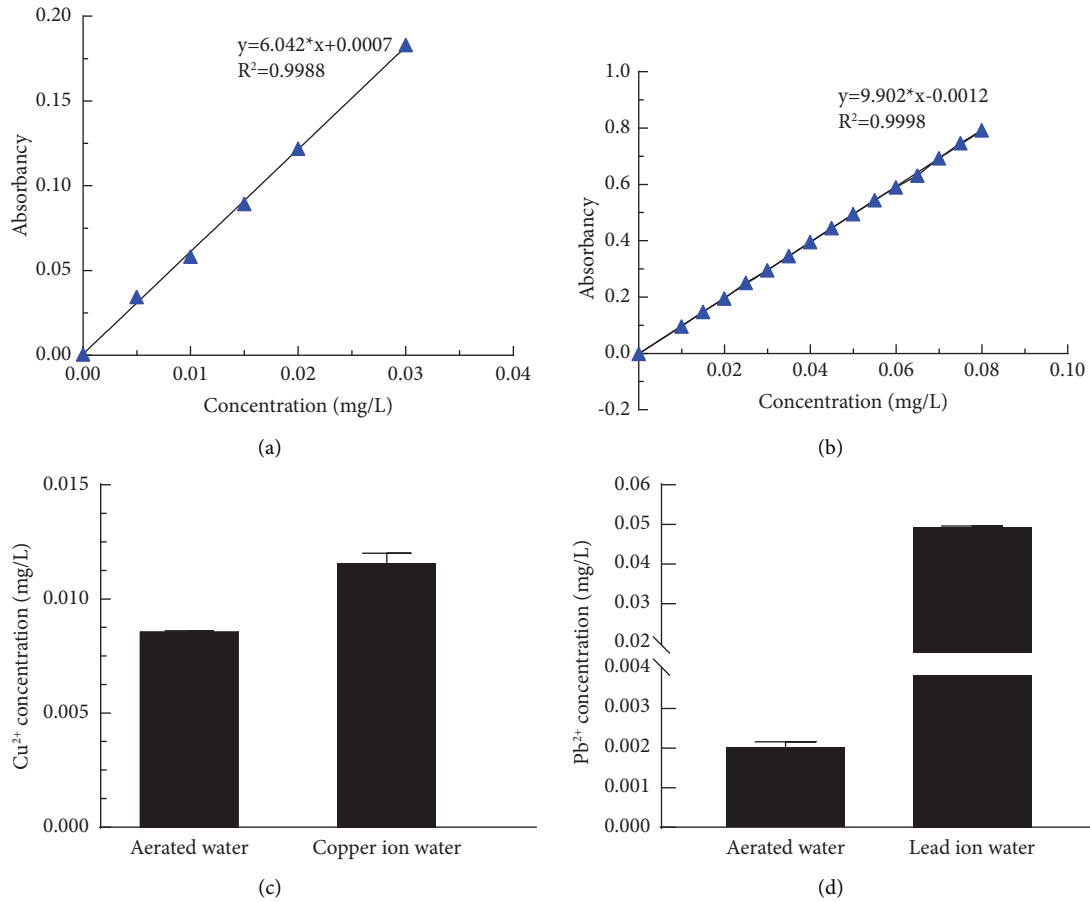 0.20
0.15
0.10
0.05
0.00
Absorbancy
y=6.042*x+0.0007
R²=0.9988
0.00 0.01 0.02 0.03 0.04
Concentration (mg/L)
(a)
1.0
0.8
0.6
0.4
0.2
0.0
-0.2
Absorbancy
y=9.902*x-0.0012
R²=0.9998
0.02 0.04 0.06 0.08 0.10
Concentration (mg/L)
(b)
0.015
0.010
0.005
0.000
Cu²⁺ concentration (mg/L)
Aerated water Copper ion water
(c)
0.06
0.05
0.04
0.03
0.02
0.004
0.003
0.002
0.001
0.000
Pb²⁺ concentration (mg/L)
Aerated water Lead ion water
(d)